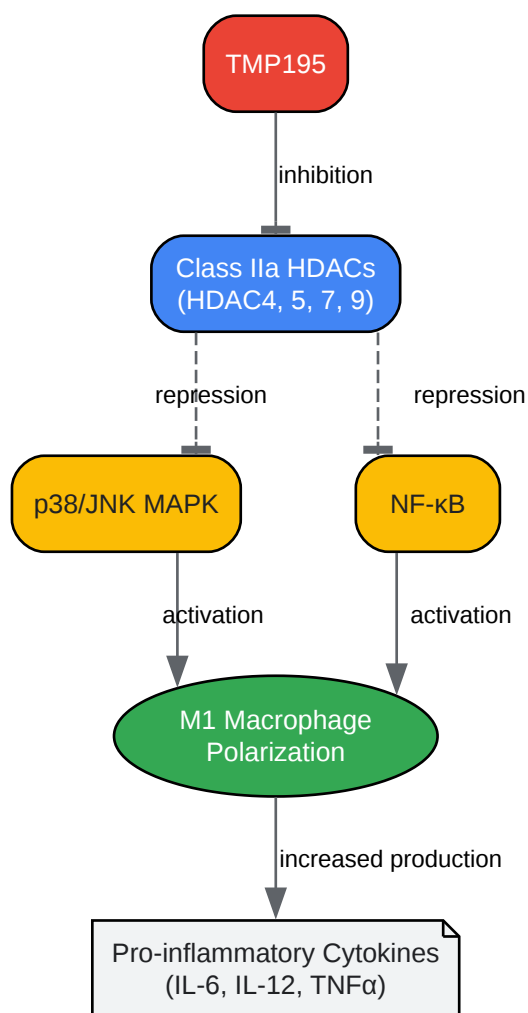 TMP195
inhibition
Class IIa HDACs
(HDAC4, 5, 7, 9)
repression
repression
p38/JNK MAPK
NF-κB
activation
activation
M1 Macrophage
Polarization
increased production
Pro-inflammatory Cytokines
(IL-6, IL-12, TNFα)